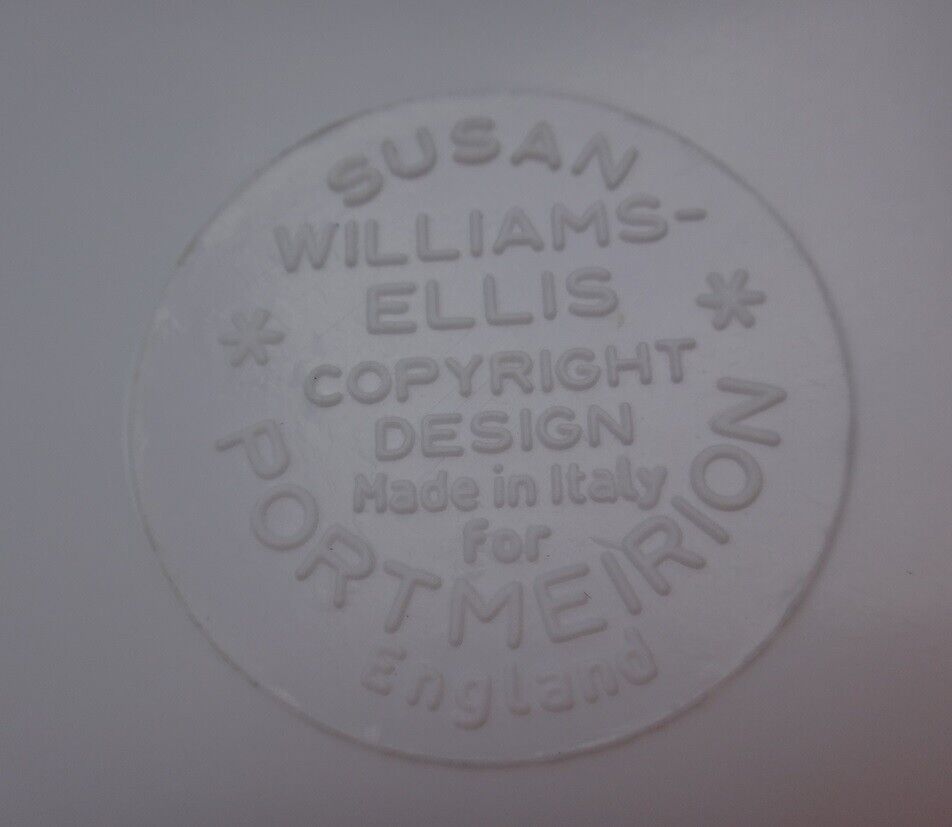 SUSAN
WILLIAMS-
ELLIS
* *
COPYRIGHT
DESIGN
Made in Italy
for
PORTMEIRION
England